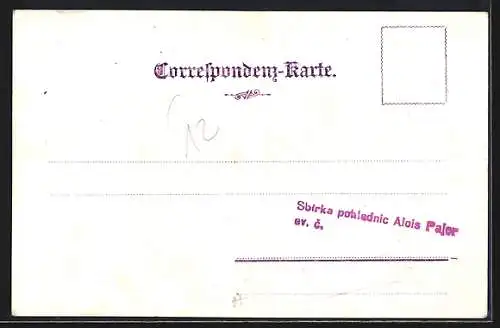 Correspondenz-Karte.
12
Sbírka pohlednic Alois Pajer
ev. č.